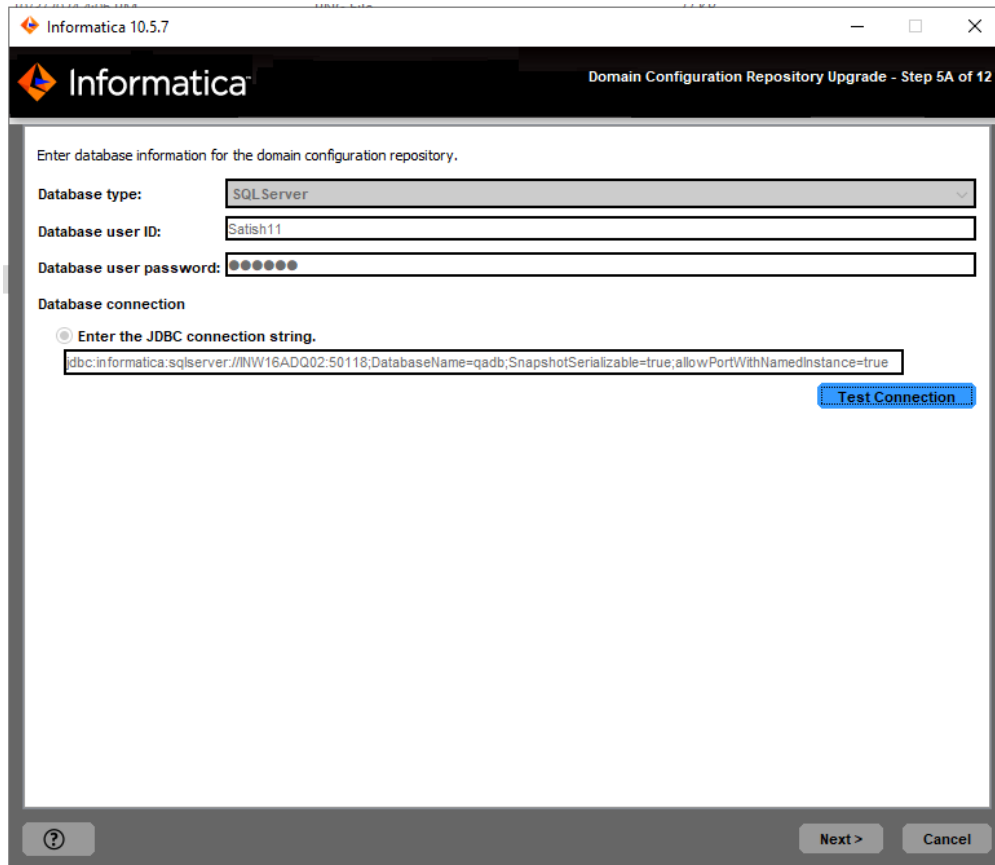 Informatica 10.5.7
Informatica
Domain Configuration Repository Upgrade - Step 5A of 12
Enter database information for the domain configuration repository.
Database type:
SQLServer
Database user ID:
Satish11
Database user password:
Database connection
Enter the JDBC connection string.
jdbc:informatica:sqlserver://INW16ADQ02:50118;DatabaseName=qadb;SnapshotSerializable=true;allowPortWithNamedInstance=true
Test Connection
?
Next >
Cancel